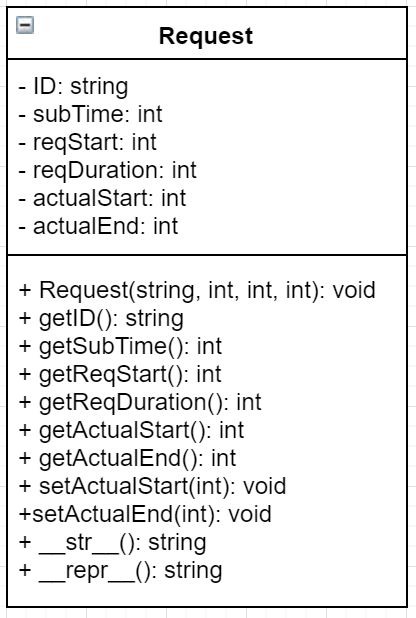 Request
- ID: string
- subTime: int
- reqStart: int
- reqDuration: int
- actualStart: int
- actualEnd: int
+ Request(string, int, int, int): void
+ getID(): string
+ getSubTime(): int
+ getReqStart(): int
+ getReqDuration(): int
+ getActualStart(): int
+ getActualEnd(): int
+ setActualStart(int): void
+setActualEnd(int): void
+ __str__(): string
+ __repr__(): string